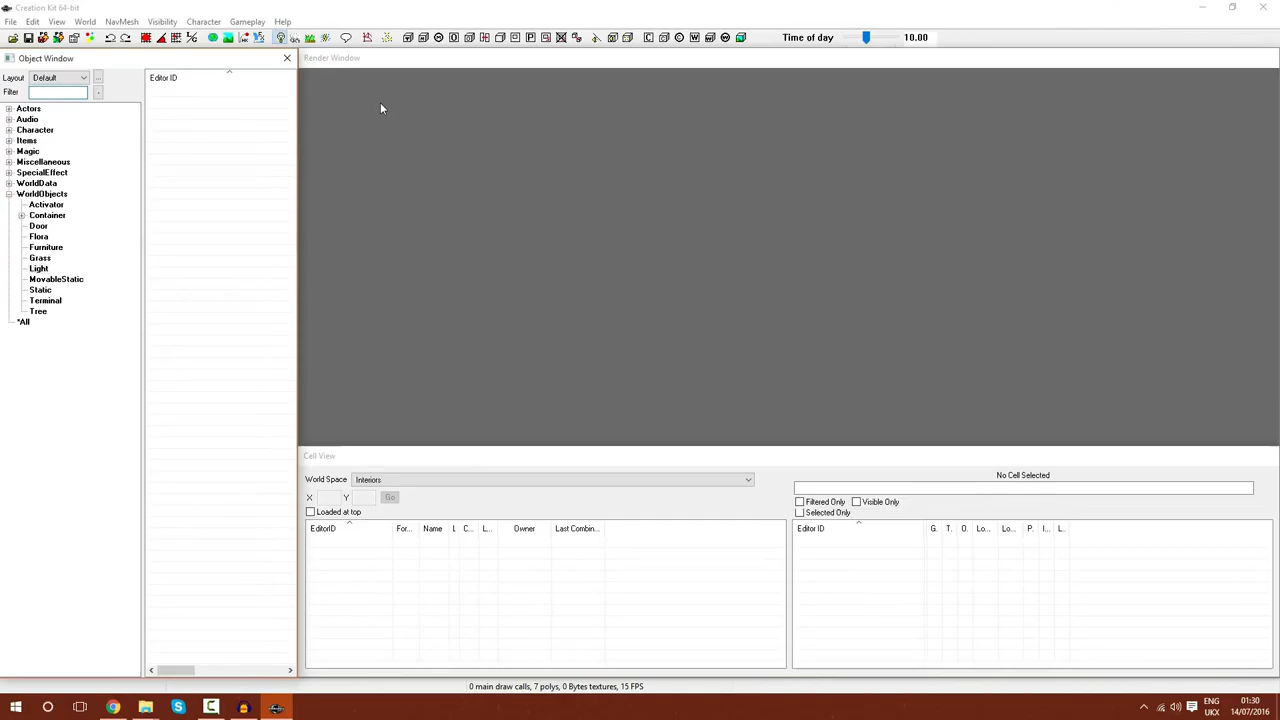 Creation Kit 64-bit
File Edit View World NavMesh Visibility Character Gameplay Help
Time of day 10.00
Object Window
Layout Default ...
Filter
Actors
Audio
Character
Items
Magic
Miscellaneous
SpecialEffect
WorldData
WorldObjects
Activator
Container
Door
Flora
Furniture
Grass
Light
MovableStatic
Static
Terminal
Tree
*All
Editor ID
Render Window
Cell View
World Space Interiors
X Y Go
Loaded at top
EditorID For... Name L C... L... Owner Last Combin...
No Cell Selected
Filtered Only Visible Only
Selected Only
Editor ID G. T. O. Lo... Lo... P. I... L..
0 main draw calls, 7 polys, 0 Bytes textures, 15 FPS
ENG 01:30
UKX 14/07/2016